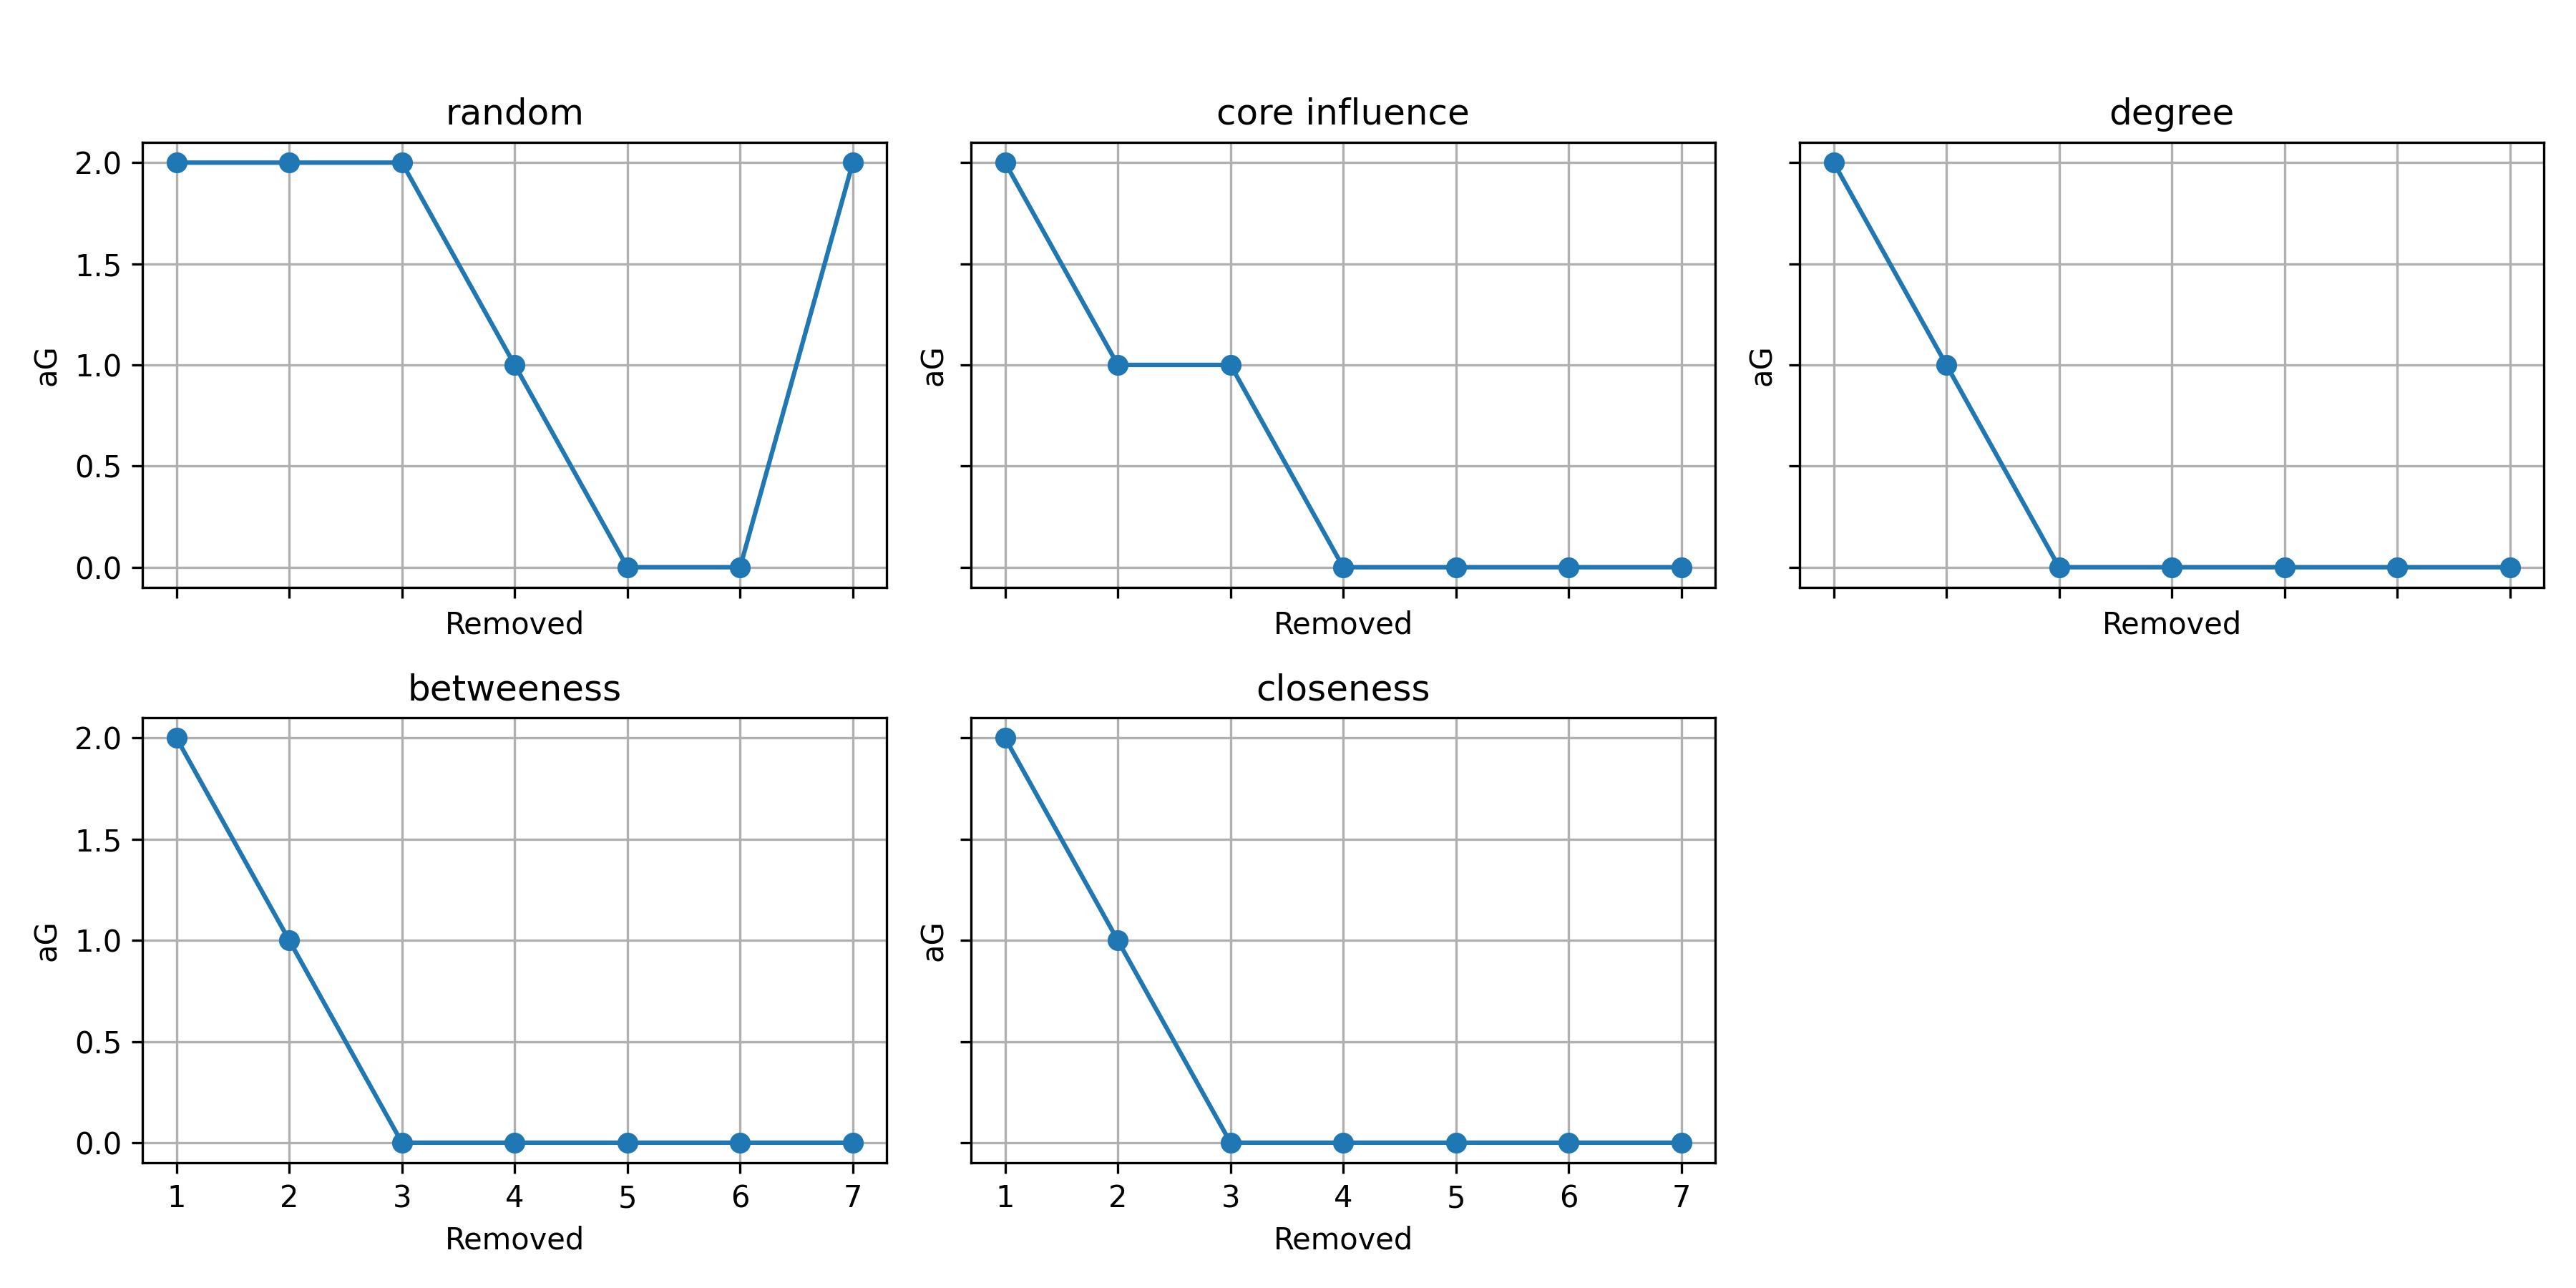 random
core influence
degree
aG
2.0
1.5
1.0
0.5
0.0
Removed
aG
Removed
aG
Removed
betweeness
closeness
aG
2.0
1.5
1.0
0.5
0.0
1 2 3 4 5 6 7
Removed
aG
1 2 3 4 5 6 7
Removed